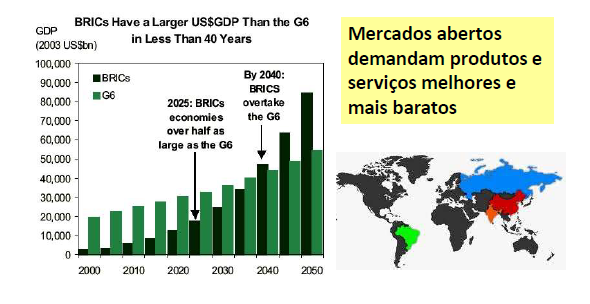 BRICs Have a Larger US$GDP Than the G6
in Less Than 40 Years
GDP
(2003 US$bn)
100,000
90,000
80,000
70,000
60,000
50,000
40,000
30,000
20,000
10,000
0
BRICs
G6
2025: BRICs
economies
over half as
large as the G6
By 2040:
BRICS
overtake
the G6
2000
2010
2020
2030
2040
2050
Mercados abertos
demandam produtos e
serviços melhores e
mais baratos